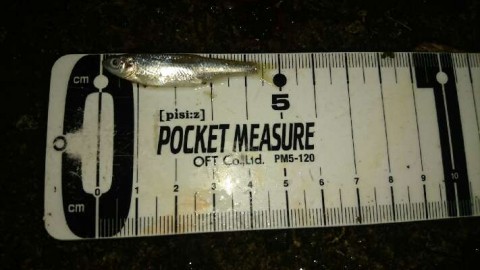 cm
5
[pisi:z]
POCKET MEASURE
OFT Co.,Ltd. PM5-120
0 1 2 3 4 5 6 7 8 9 10
cm